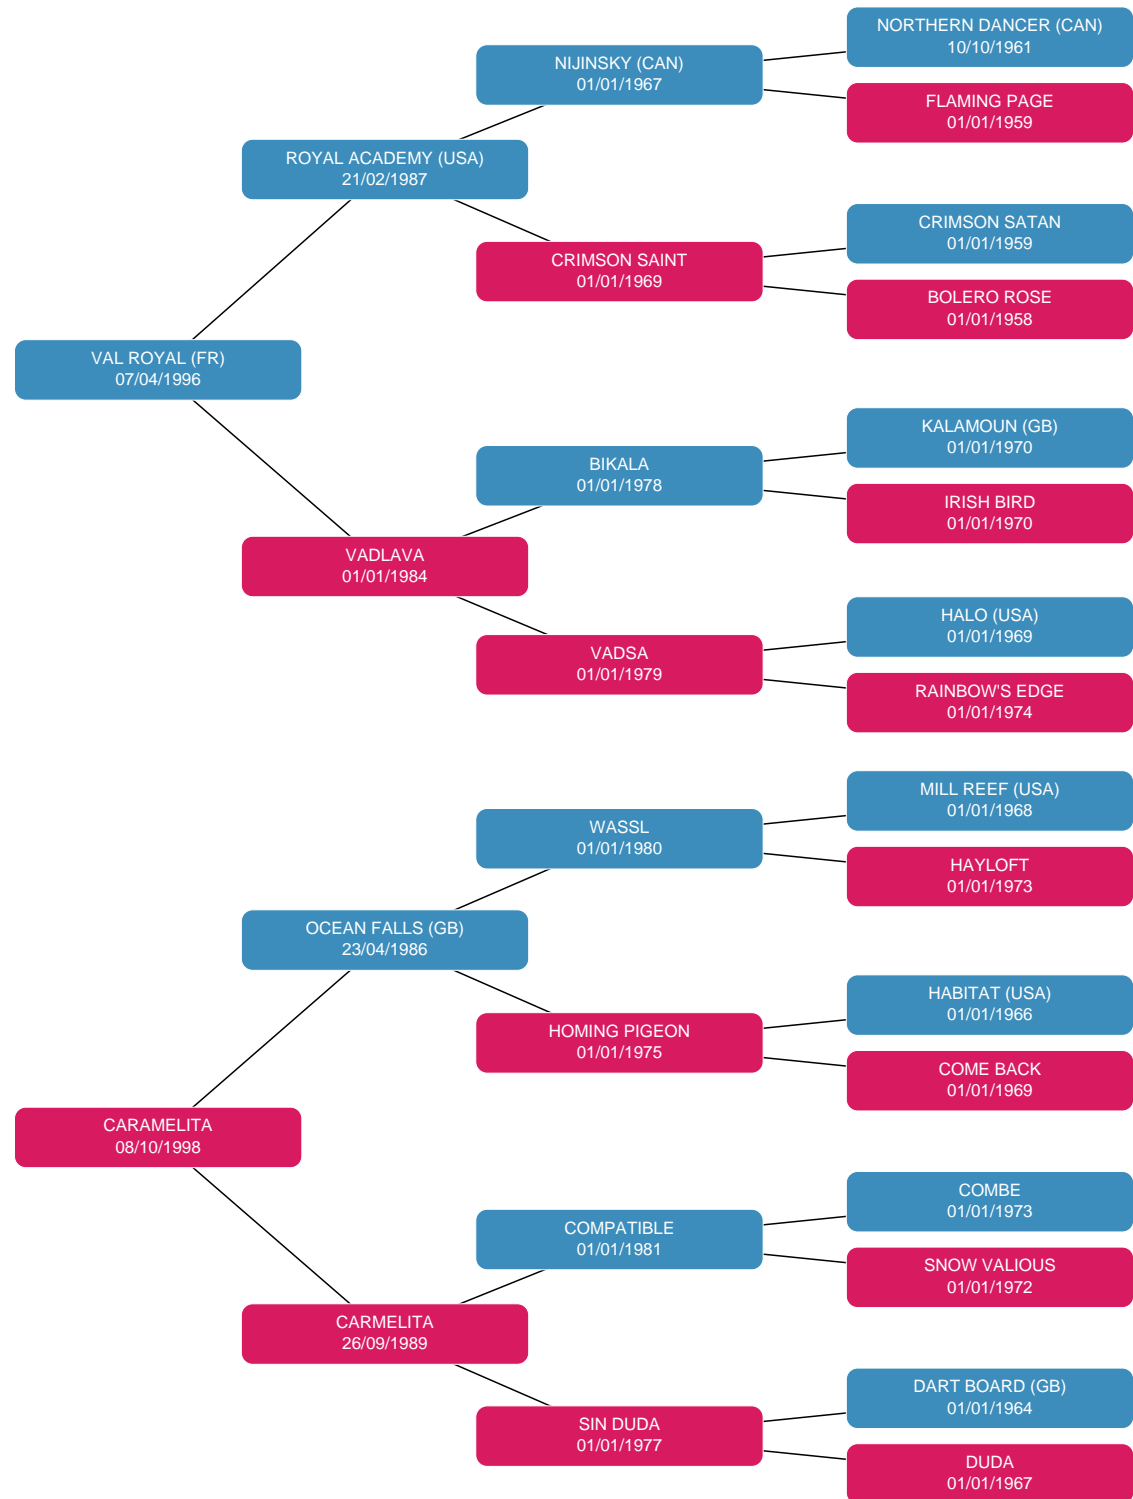 NORTHERN DANCER (CAN)
10/10/1961
NIJINSKY (CAN)
01/01/1967
FLAMING PAGE
01/01/1959
ROYAL ACADEMY (USA)
21/02/1987
CRIMSON SATAN
01/01/1959
CRIMSON SAINT
01/01/1969
BOLERO ROSE
01/01/1958
VAL ROYAL (FR)
07/04/1996
KALAMOUN (GB)
01/01/1970
BIKALA
01/01/1978
IRISH BIRD
01/01/1970
VADLAVA
01/01/1984
HALO (USA)
01/01/1969
VADSA
01/01/1979
RAINBOW'S EDGE
01/01/1974
MILL REEF (USA)
01/01/1968
WASSL
01/01/1980
HAYLOFT
01/01/1973
OCEAN FALLS (GB)
23/04/1986
HABITAT (USA)
01/01/1966
HOMING PIGEON
01/01/1975
COME BACK
01/01/1969
CARAMELITA
08/10/1998
COMBE
01/01/1973
COMPATIBLE
01/01/1981
SNOW VALIOUS
01/01/1972
CARMELITA
26/09/1989
DART BOARD (GB)
01/01/1964
SIN DUDA
01/01/1977
DUDA
01/01/1967